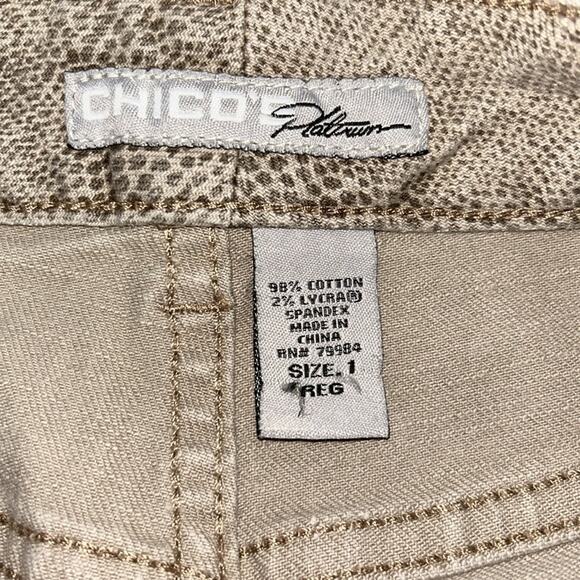 CHICO'S Platinum
98% COTTON
2% LYCRA®
SPANDEX
MADE IN
CHINA
RN# 79984
SIZE. 1
REG